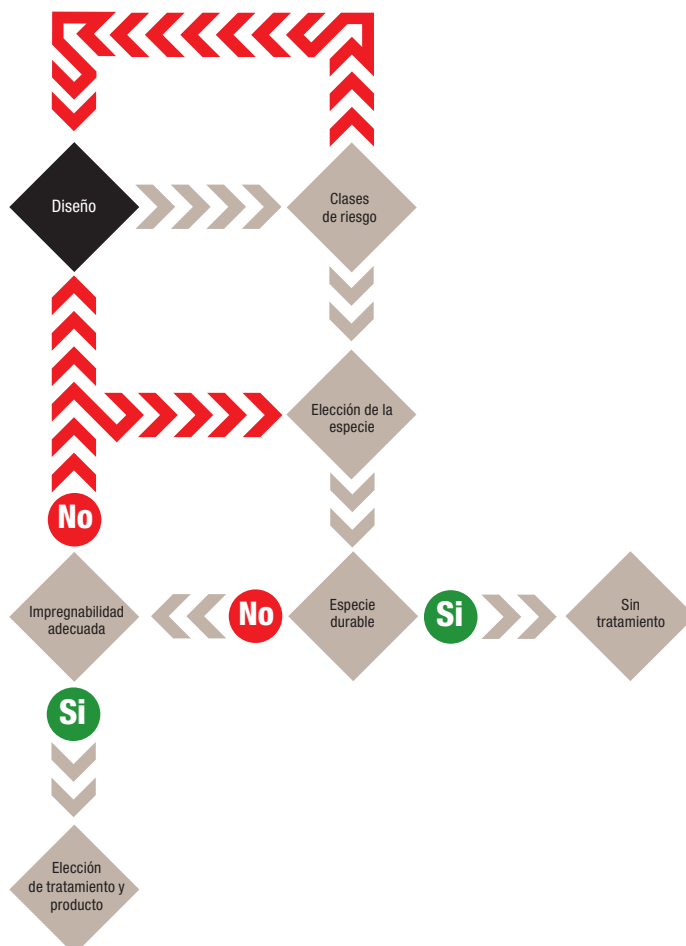 Diseño
Clases
de riesgo
Elección de la
especie
No
Impregnabilidad
adecuada
No
Especie
durable
Si
Sin
tratamiento
Si
Elección
de tratamiento y
producto